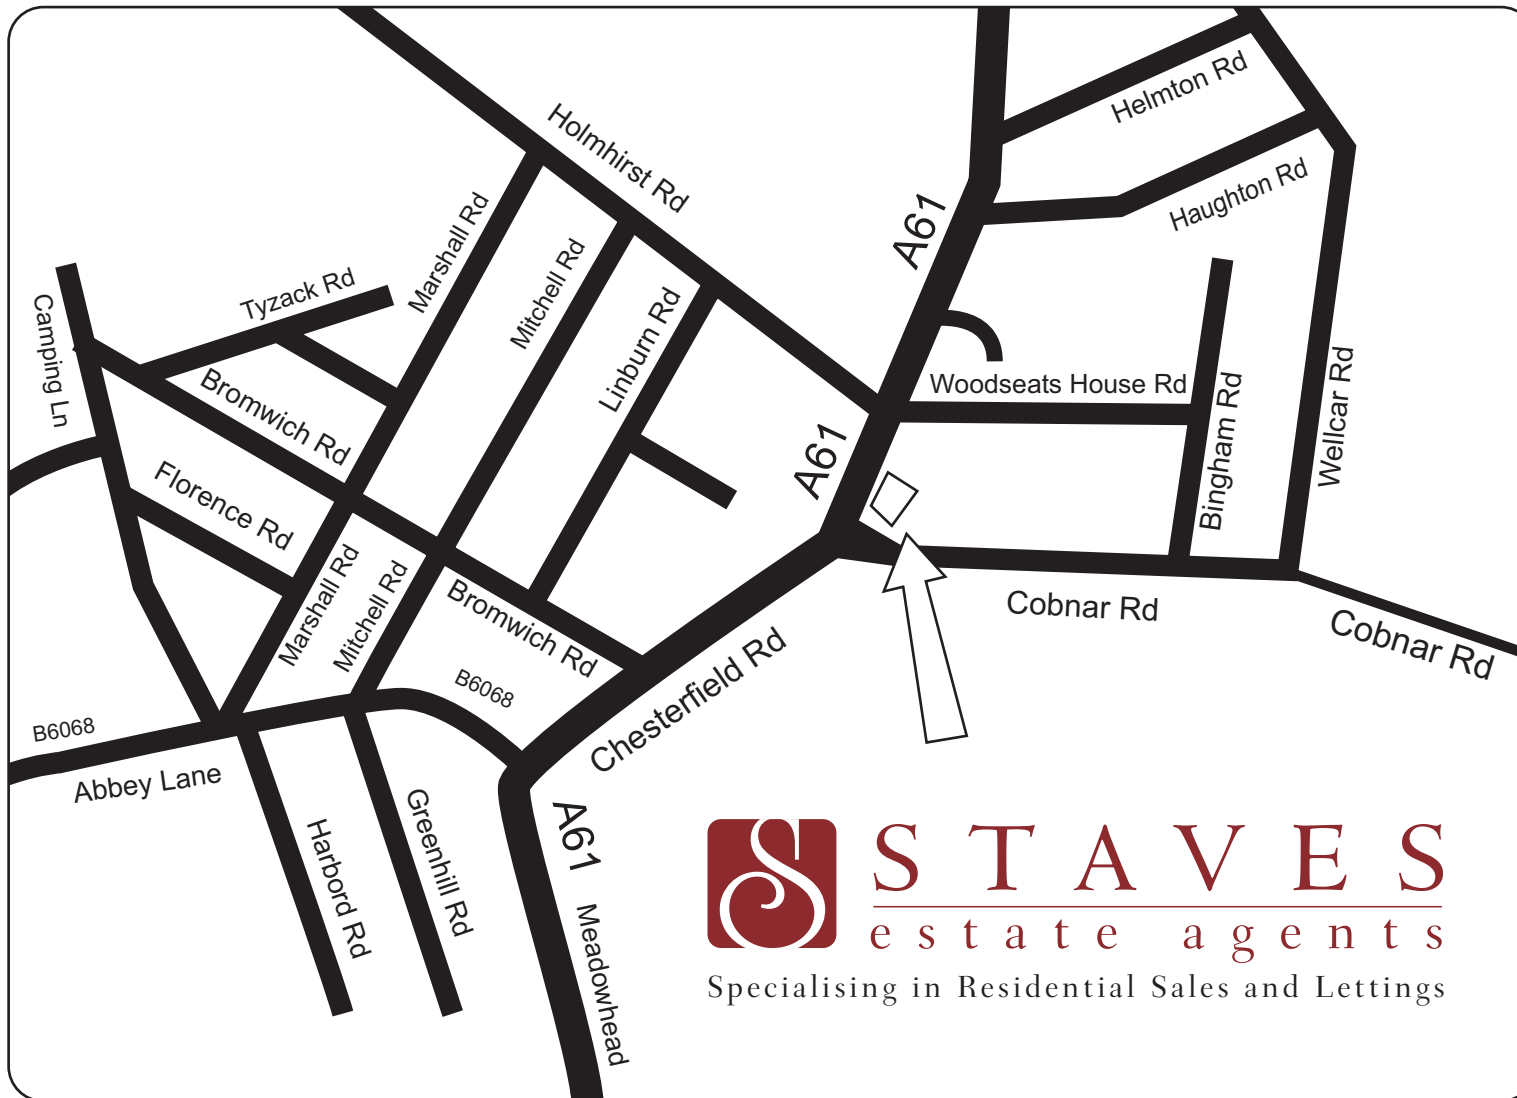 Helmton Rd
Holmhirst Rd
Haughton Rd
A61
Marshall Rd
Mitchell Rd
Tyzack Rd
Camping Ln
Linburn Rd
Woodseats House Rd
Wellcar Rd
Bingham Rd
Bromwich Rd
A61
Florence Rd
Marshall Rd
Mitchell Rd
Bromwich Rd
Cobnar Rd
Cobnar Rd
B6068
B6068
Chesterfield Rd
Abbey Lane
Harbord Rd
Greenhill Rd
A61
Meadowhead
S
STAVES
estate agents
Specialising in Residential Sales and Lettings